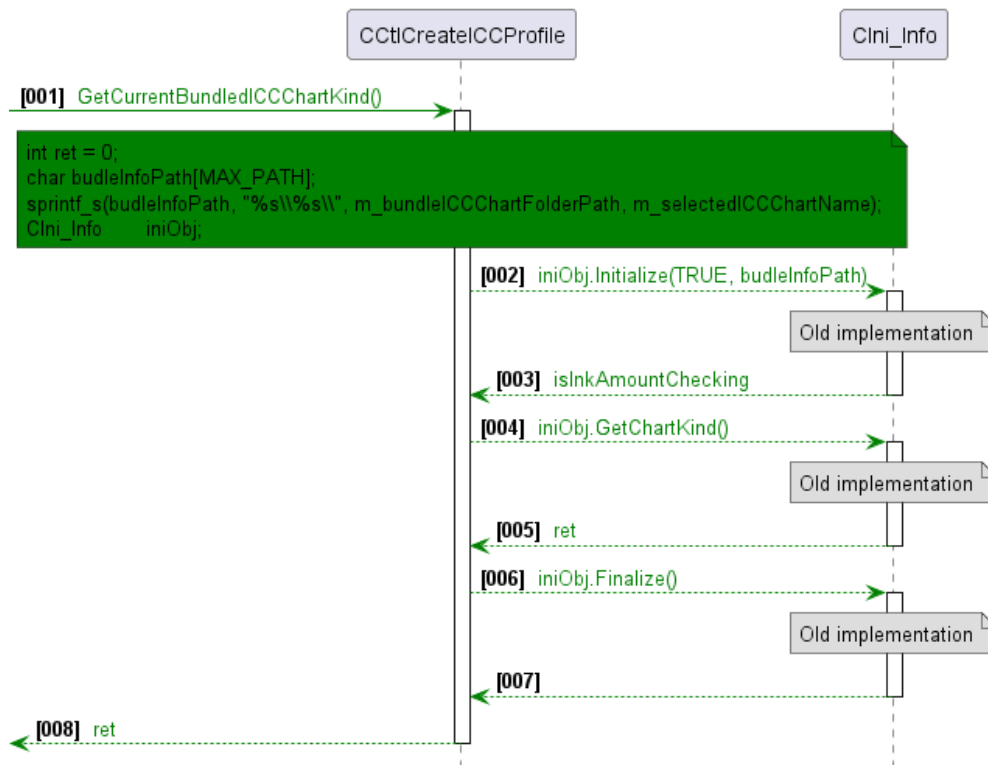 CCtlCreateICCProfile
CIni_Info
[001] GetCurrentBundledICCChartKind()
int ret = 0;
char budleInfoPath[MAX_PATH];
sprintf_s(budleInfoPath, "%s\\%s\\", m_bundleICCChartFolderPath, m_selectedICCChartName);
CIni_Info iniObj;
[002] iniObj.Initialize(TRUE, budleInfoPath)
Old implementation
[003] isInkAmountChecking
[004] iniObj.GetChartKind()
Old implementation
[005] ret
[006] iniObj.Finalize()
Old implementation
[007]
[008] ret